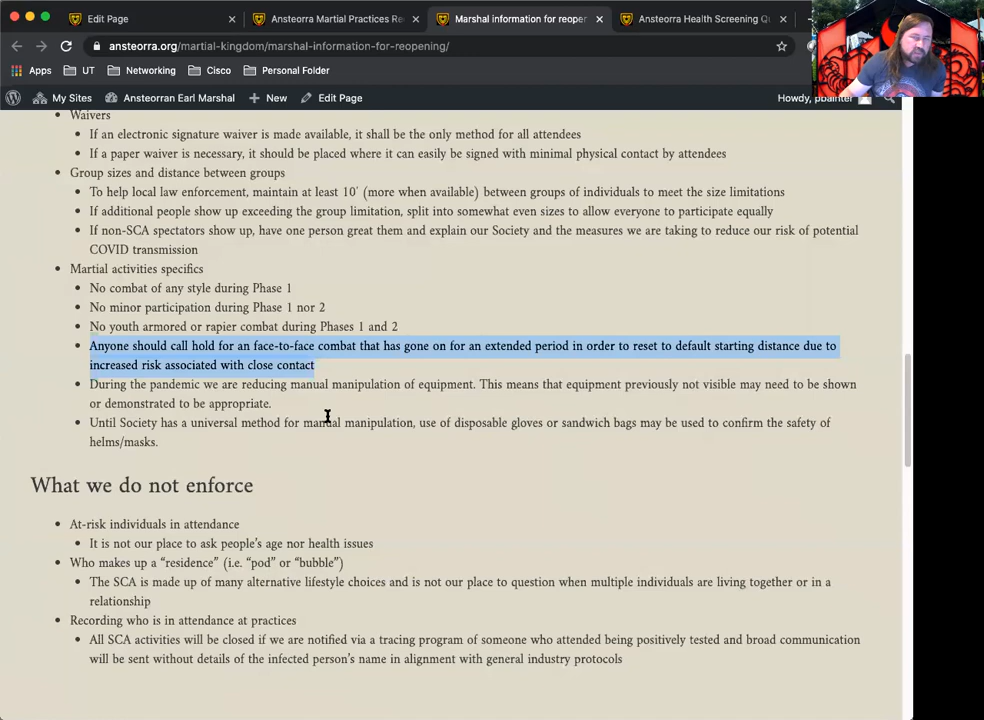 Edit Page
Ansteorra Martial Practices Re
Marshal information for reoper
Ansteorra Health Screening Q
ansteorra.org/martial-kingdom/marshal-information-for-reopening/
Apps UT Networking Cisco Personal Folder
My Sites Ansteorran Earl Marshal + New Edit Page Howdy, pbainter
• Waivers
• If an electronic signature waiver is made available, it shall be the only method for all attendees
• If a paper waiver is necessary, it should be placed where it can easily be signed with minimal physical contact by attendees
• Group sizes and distance between groups
• To help local law enforcement, maintain at least 10′ (more when available) between groups of individuals to meet the size limitations
• If additional people show up exceeding the group limitation, split into somewhat even sizes to allow everyone to participate equally
• If non-SCA spectators show up, have one person great them and explain our Society and the measures we are taking to reduce our risk of potential
COVID transmission
• Martial activities specifics
• No combat of any style during Phase 1
• No minor participation during Phase 1 nor 2
• No youth armored or rapier combat during Phases 1 and 2
• Anyone should call hold for an face-to-face combat that has gone on for an extended period in order to reset to default starting distance due to
increased risk associated with close contact
• During the pandemic we are reducing manual manipulation of equipment. This means that equipment previously not visible may need to be shown
or demonstrated to be appropriate.
• Until Society has a universal method for manual manipulation, use of disposable gloves or sandwich bags may be used to confirm the safety of
helms/masks.
What we do not enforce
• At-risk individuals in attendance
• It is not our place to ask people's age nor health issues
• Who makes up a “residence” (i.e. “pod” or “bubble”)
• The SCA is made up of many alternative lifestyle choices and is not our place to question when multiple individuals are living together or in a
relationship
• Recording who is in attendance at practices
• All SCA activities will be closed if we are notified via a tracing program of someone who attended being positively tested and broad communication
will be sent without details of the infected person's name in alignment with general industry protocols